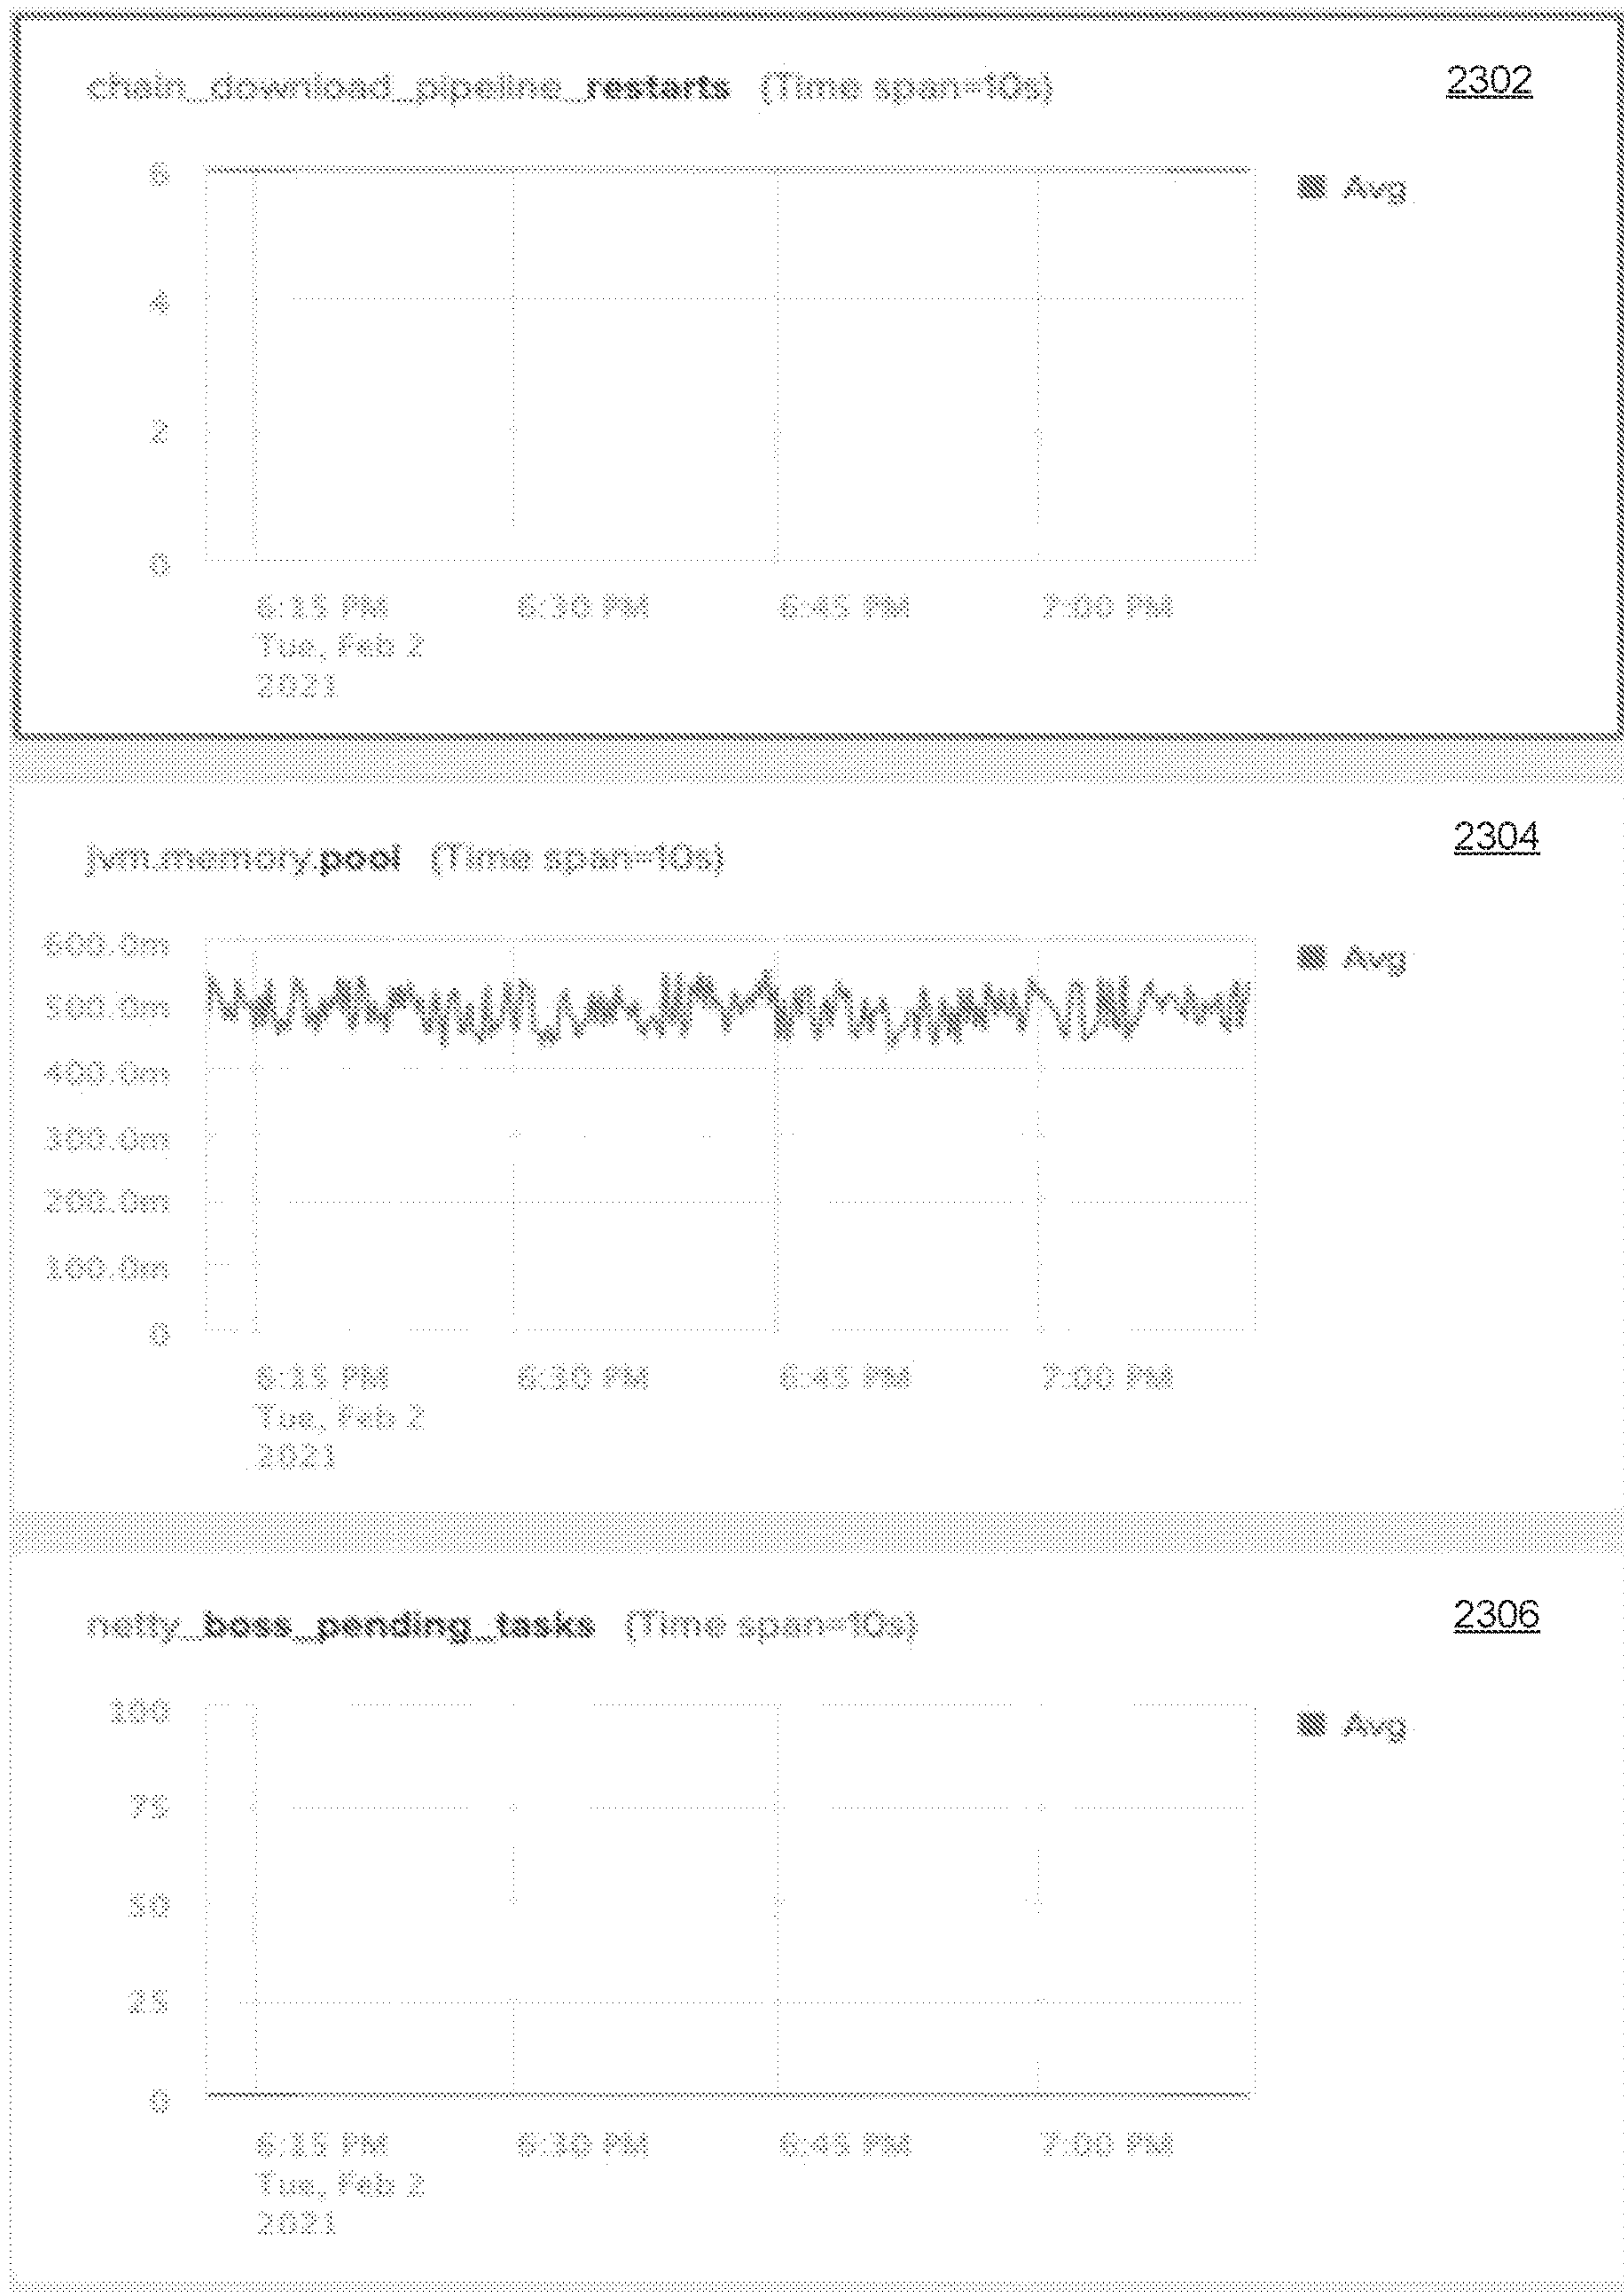 chain_download_pipeline_restarts (Time span=10s) 2302
6 Avg
4
2
0
6:15 PM 6:30 PM 6:45 PM 7:00 PM
Tue, Feb 2
2021
jvm.memory.pool (Time span=10s) 2304
600.0m Avg
500.0m
400.0m
300.0m
200.0m
100.0m
0
6:15 PM 6:30 PM 6:45 PM 7:00 PM
Tue, Feb 2
2021
netty_boss_pending_tasks (Time span=10s) 2306
100 Avg
75
50
25
0
6:15 PM 6:30 PM 6:45 PM 7:00 PM
Tue, Feb 2
2021